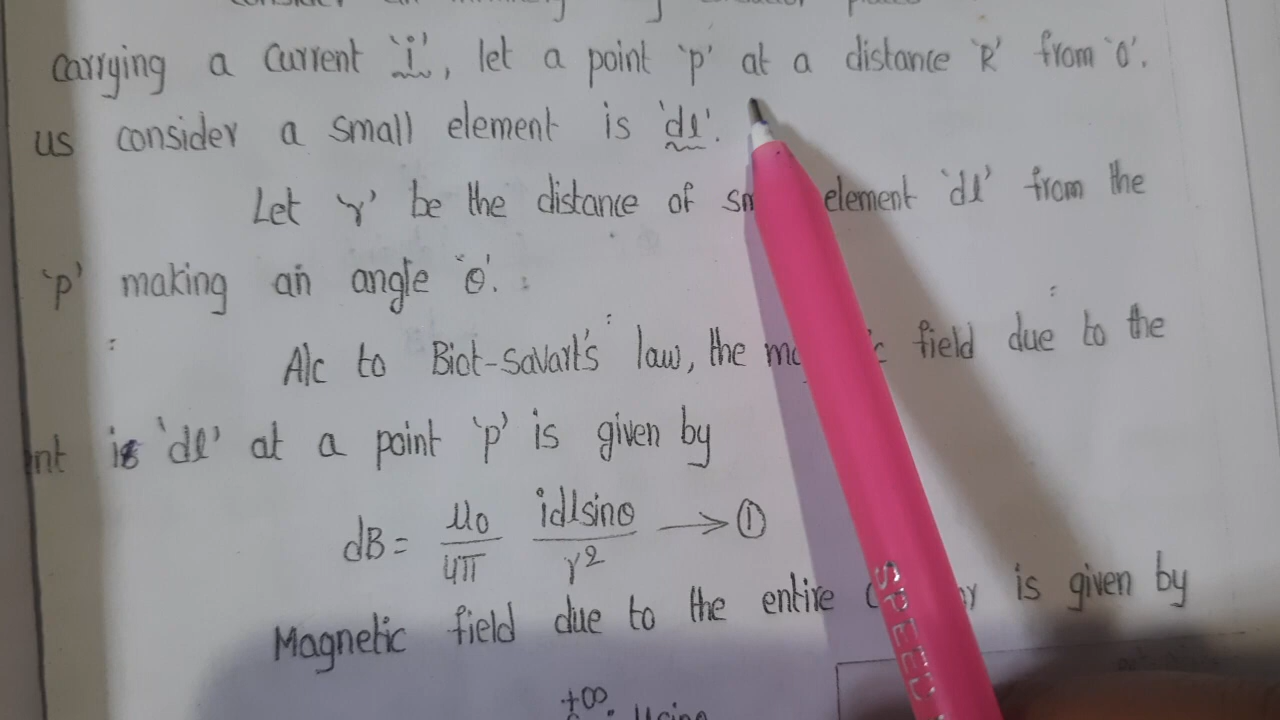 carrying a current 'i', let a point 'p' at a distance 'R' from 'o'.
us consider a small element is 'dl'.
Let 'r' be the distance of element 'dl' from the
'p' making an angle 'θ'.
A/c to Biot-Savart's law, the field due to the
is 'dl' at a point 'p' is given by
dB = μ0/4π idlsinθ/r² → ①
Magnetic field due to the entire is given by
+∞
SPEED